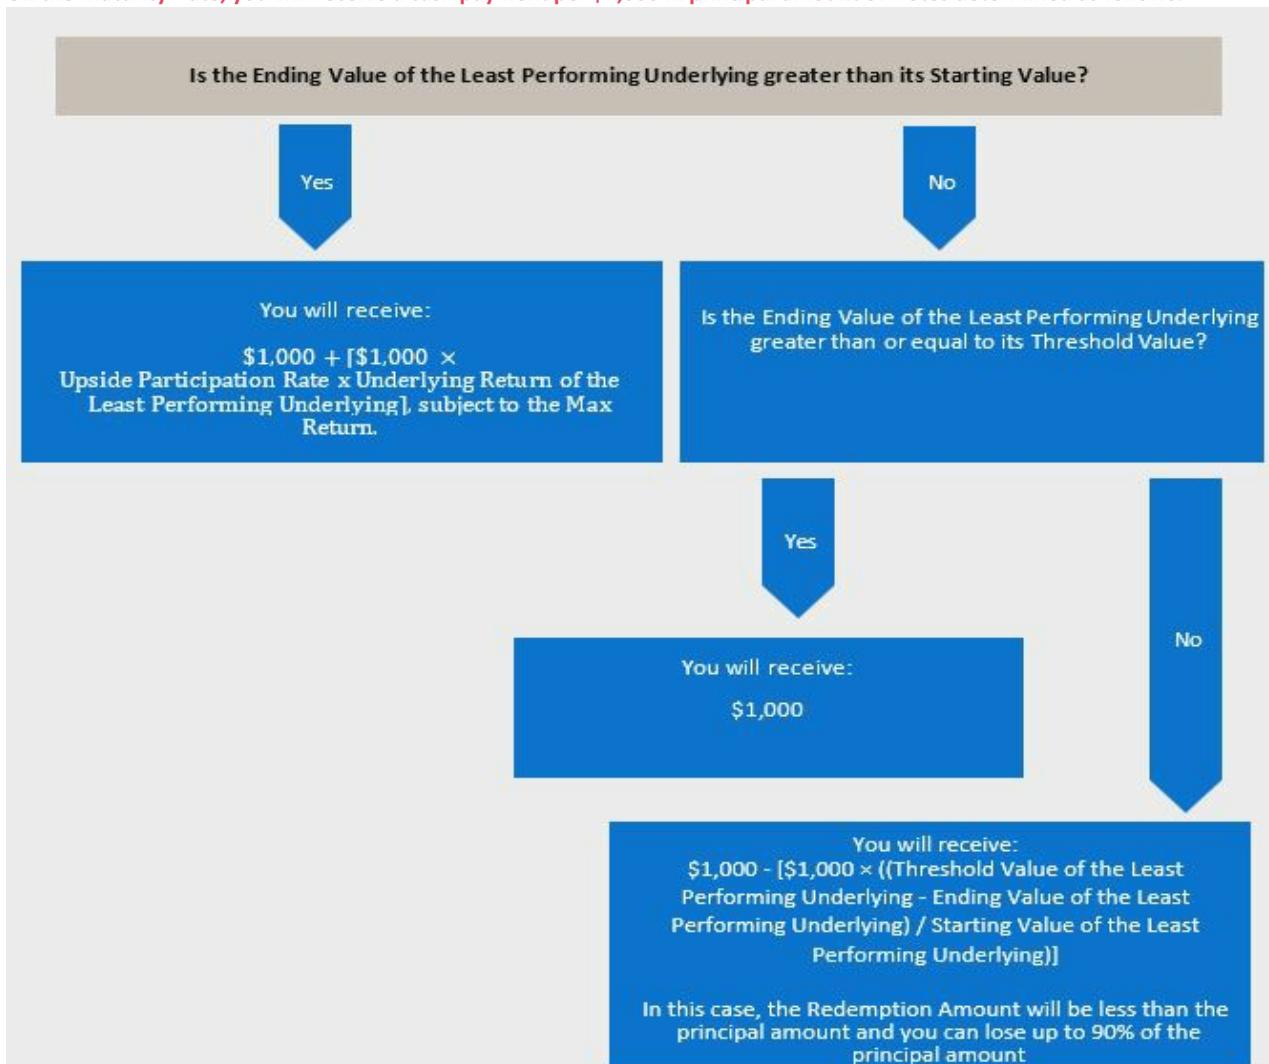 Is the Ending Value of the Least Performing Underlying greater than its Starting Value?
Yes
No
You will receive:
$1,000 + [$1,000 ×
Upside Participation Rate x Underlying Return of the
Least Performing Underlying], subject to the Max
Return.
Is the Ending Value of the Least Performing Underlying
greater than or equal to its Threshold Value?
Yes
No
You will receive:
$1,000
You will receive:
$1,000 - [$1,000 × ((Threshold Value of the Least
Performing Underlying - Ending Value of the Least
Performing Underlying) / Starting Value of the Least
Performing Underlying)]
In this case, the Redemption Amount will be less than the
principal amount and you can lose up to 90% of the
principal amount